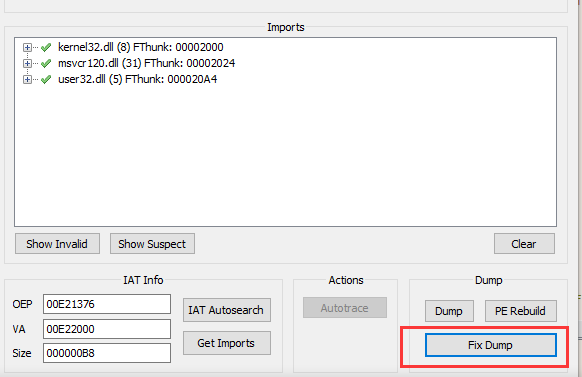 Imports
kernel32.dll (8) FThunk: 00002000
msvcr120.dll (31) FThunk: 00002024
user32.dll (5) FThunk: 000020A4
Show Invalid
Show Suspect
Clear
IAT Info
OEP
00E21376
VA
00E22000
Size
000000B8
IAT Autosearch
Get Imports
Actions
Autotrace
Dump
Dump
PE Rebuild
Fix Dump